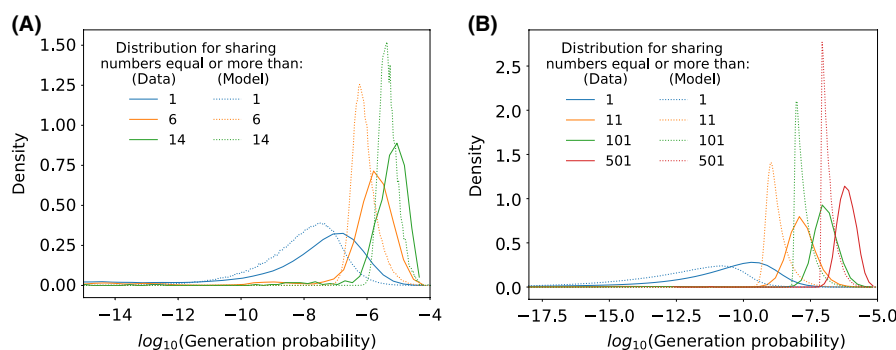 (A)
Distribution for sharing
numbers equal or more than:
(Data) (Model)
1 1
6 6
14 14
Density
1.50
1.25
1.00
0.75
0.50
0.25
0.00
−14 −12 −10 −8 −6 −4
log10(Generation probability)
(B)
Distribution for sharing
numbers equal or more than:
(Data) (Model)
1 1
11 11
101 101
501 501
Density
2.5
2.0
1.5
1.0
0.5
0.0
−17.5 −15.0 −12.5 −10.0 −7.5 −5.0
log10(Generation probability)